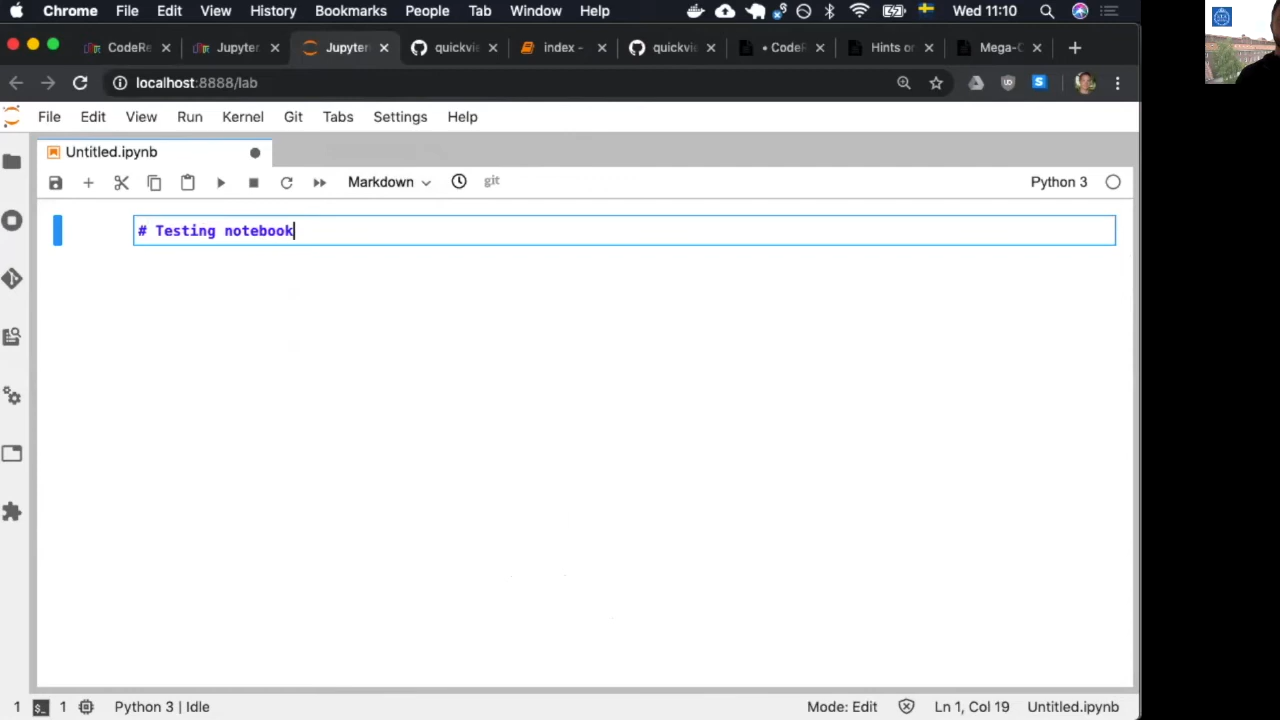 Chrome File Edit View History Bookmarks People Tab Window Help Wed 11:10
CodeRe Jupyter Jupyter quickvi index - quickvi • CodeR Hints or Mega-C
localhost:8888/lab
File Edit View Run Kernel Git Tabs Settings Help
Untitled.ipynb
Markdown git Python 3
# Testing notebook
1 1 Python 3 | Idle Mode: Edit Ln 1, Col 19 Untitled.ipynb